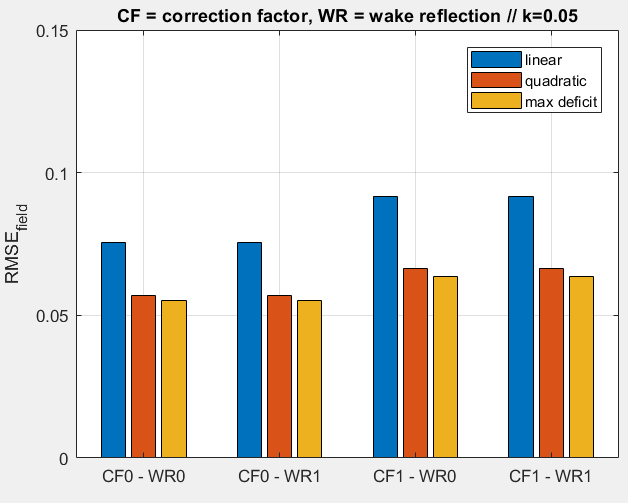 CF = correction factor, WR = wake reflection // k=0.05
0.15
0.1
0.05
0
RMSE_field
linear
quadratic
max deficit
CF0 - WR0
CF0 - WR1
CF1 - WR0
CF1 - WR1